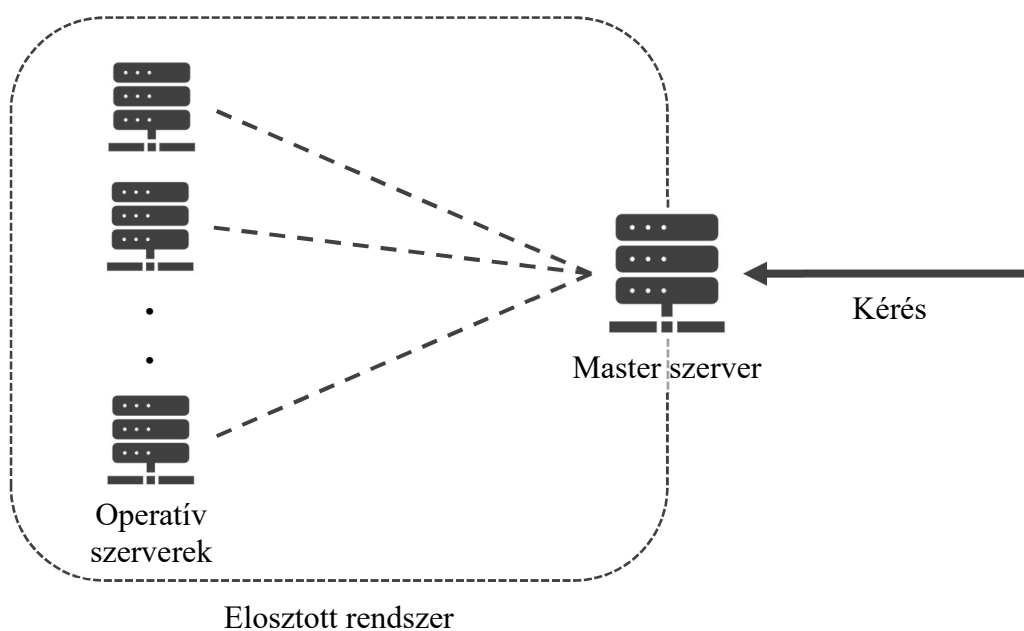 Kérés
Master szerver
Operatív
szerverek
Elosztott rendszer